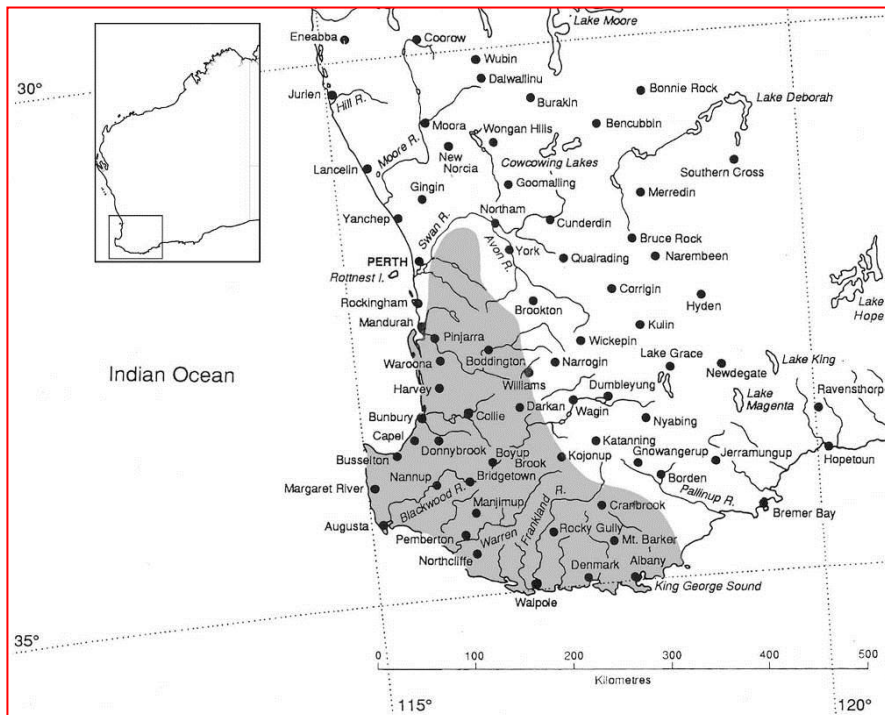 Lake Moore
Eneabba
Coorow
Wubin
Dalwallinu
30°
Jurien
Hill R.
Burakin
Bonnie Rock
Lake Deborah
Moora
Moore R.
Wongan Hills
Bencubbin
New
Norcia
Cowcowing Lakes
Southern Cross
Lancelin
Gingin
Goomalling
Merredin
Yanchep
Swan R.
Northam
Cunderdin
Avon R.
Bruce Rock
PERTH
York
Quairading
Narembeen
Rottnest I.
Corrigin
Hyden
Lake
Hope
Rockingham
Brookton
Mandurah
Kulin
Pinjarra
Wickepin
Indian Ocean
Waroona
Boddington
Narrogin
Lake Grace
Newdegate
Lake King
Harvey
Williams
Dumbleyung
Ravensthorpe
Bunbury
Collie
Darkan
Wagin
Nyabing
Lake
Magenta
Capel
Donnybrook
Boyup
Brook
Katanning
Gnowangerup
Jerramungup
Busselton
Kojonup
Hopetoun
Nannup
Bridgetown
Borden
Margaret River
Blackwood R.
Manjimup
Frankland R.
Cranbrook
Pallinup R.
Bremer Bay
Augusta
Pemberton
Warren
Rocky Gully
Mt. Barker
Northcliffe
Denmark
Albany
King George Sound
Walpole
35°
0 100 200 300 400 500
Kilometres
115°
120°